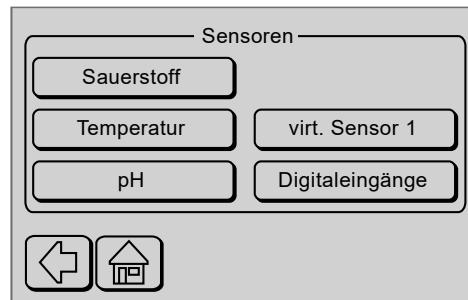 Sensoren
Sauerstoff
Temperatur
virt. Sensor 1
pH
Digitaleingänge